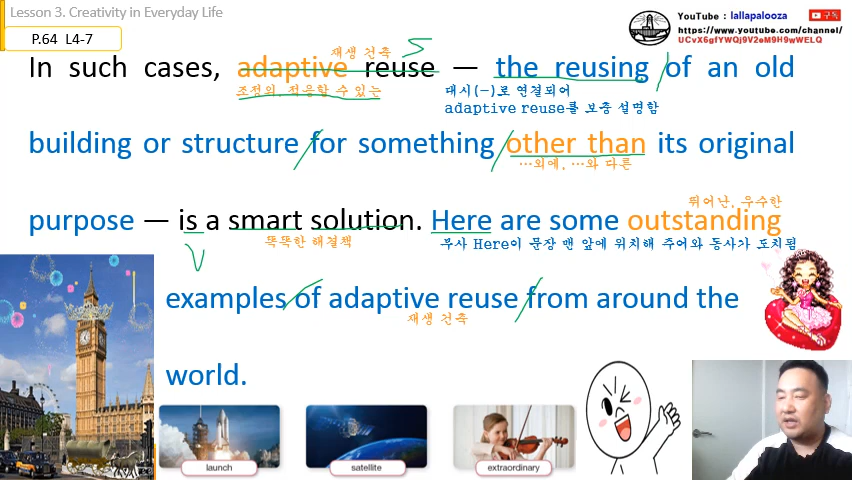 Lesson 3. Creativity in Everyday Life
P.64 L4-7
YouTube : lallapalooza
구독
https://www.youtube.com/channel/
UCvX6gfYWQj9V2eM9H9wWELQ
재생 건축
S
In such cases, adaptive reuse — the reusing of an old
조정의, 적응할 수 있는
대시(—)로 연결되어
adaptive reuse를 보충 설명함
building or structure for something other than its original
…외에, …와 다른
purpose — is a smart solution. Here are some outstanding
뛰어난, 우수한
똑똑한 해결책
부사 Here이 문장 맨 앞에 위치해 주어와 동사가 도치됨
V
examples of adaptive reuse from around the
재생 건축
world.
launch
satellite
extraordinary